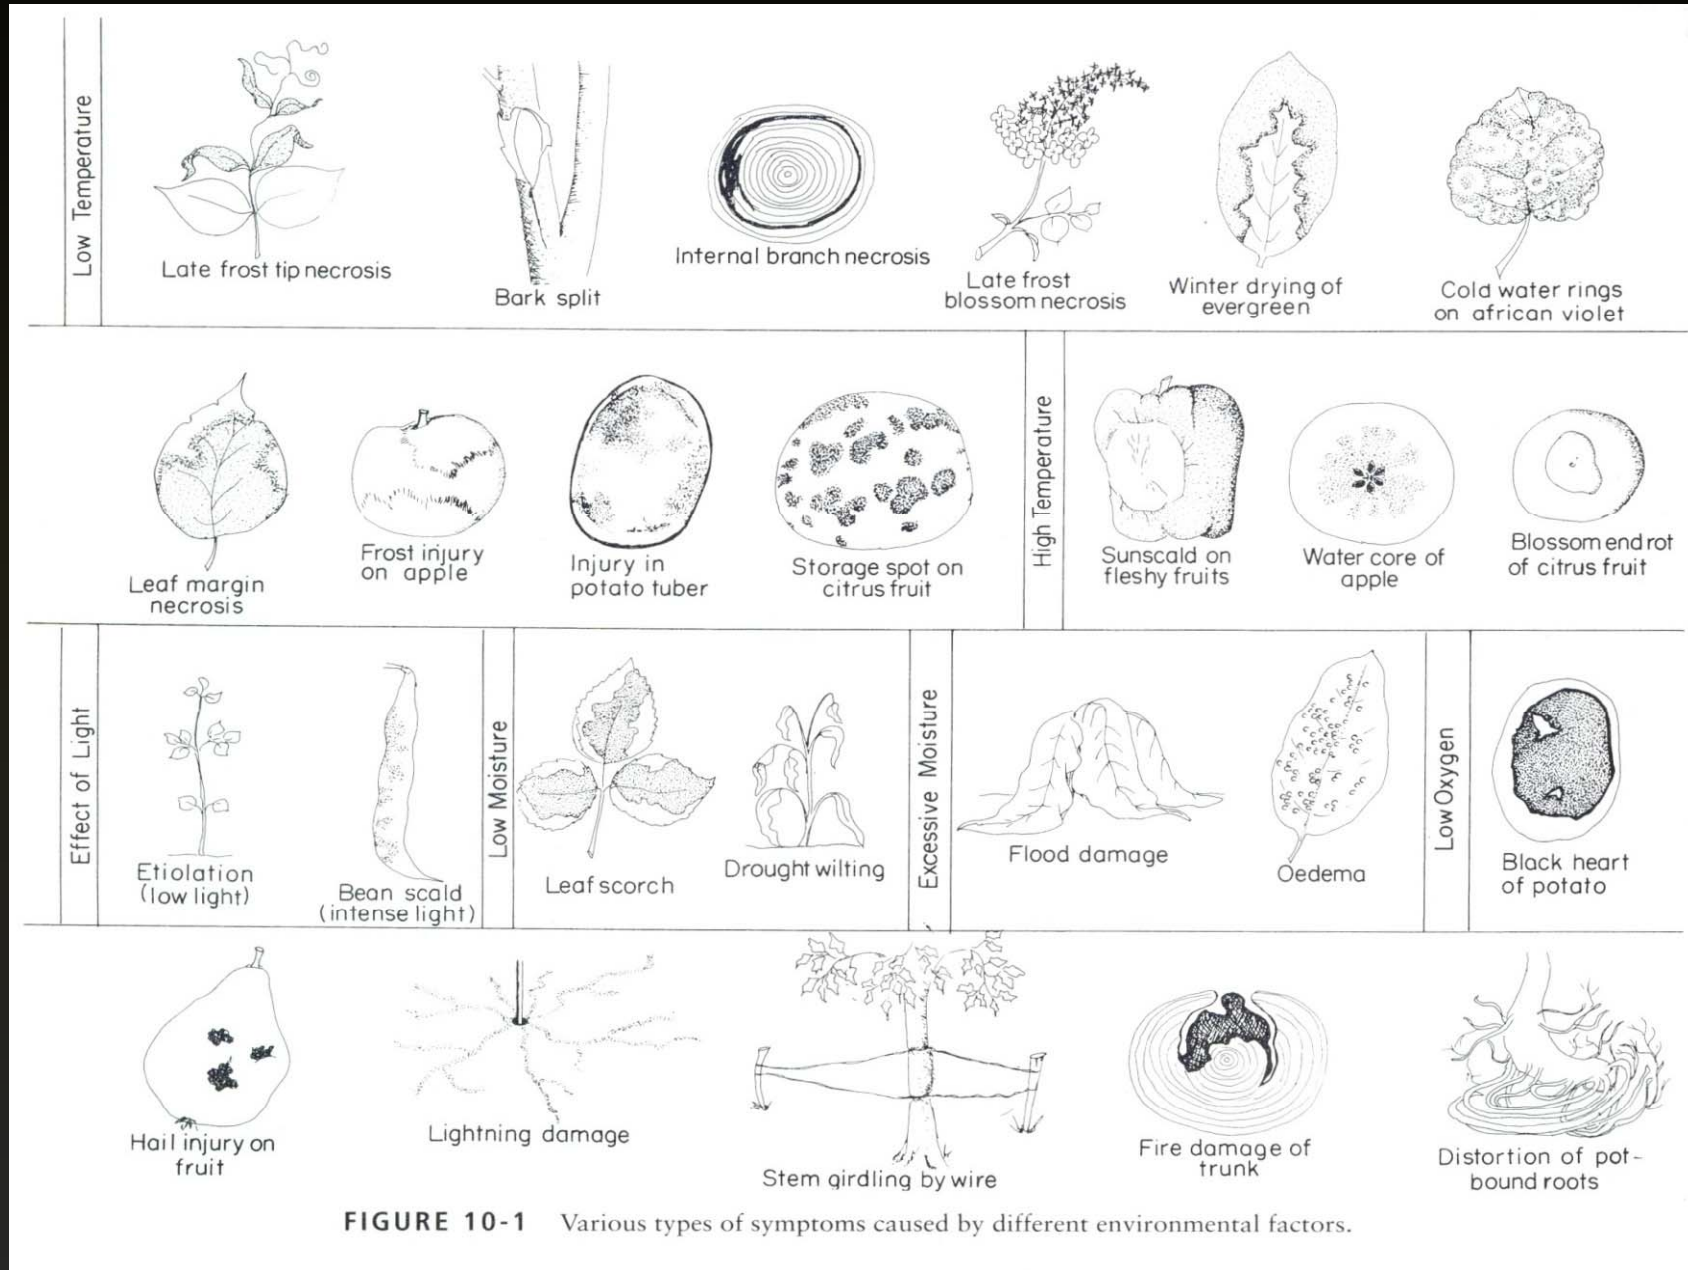 Low Temperature
Late frost tip necrosis
Bark split
Internal branch necrosis
Late frost
blossom necrosis
Winter drying of
evergreen
Cold water rings
on african violet
Leaf margin
necrosis
Frost injury
on apple
Injury in
potato tuber
Storage spot on
citrus fruit
High Temperature
Sunscald on
fleshy fruits
Water core of
apple
Blossom end rot
of citrus fruit
Effect of Light
Etiolation
(low light)
Bean scald
(intense light)
Low Moisture
Leaf scorch
Drought wilting
Excessive Moisture
Flood damage
Oedema
Low Oxygen
Black heart
of potato
Hail injury on
fruit
Lightning damage
Stem girdling by wire
Fire damage of
trunk
Distortion of pot-
bound roots
FIGURE 10-1 Various types of symptoms caused by different environmental factors.